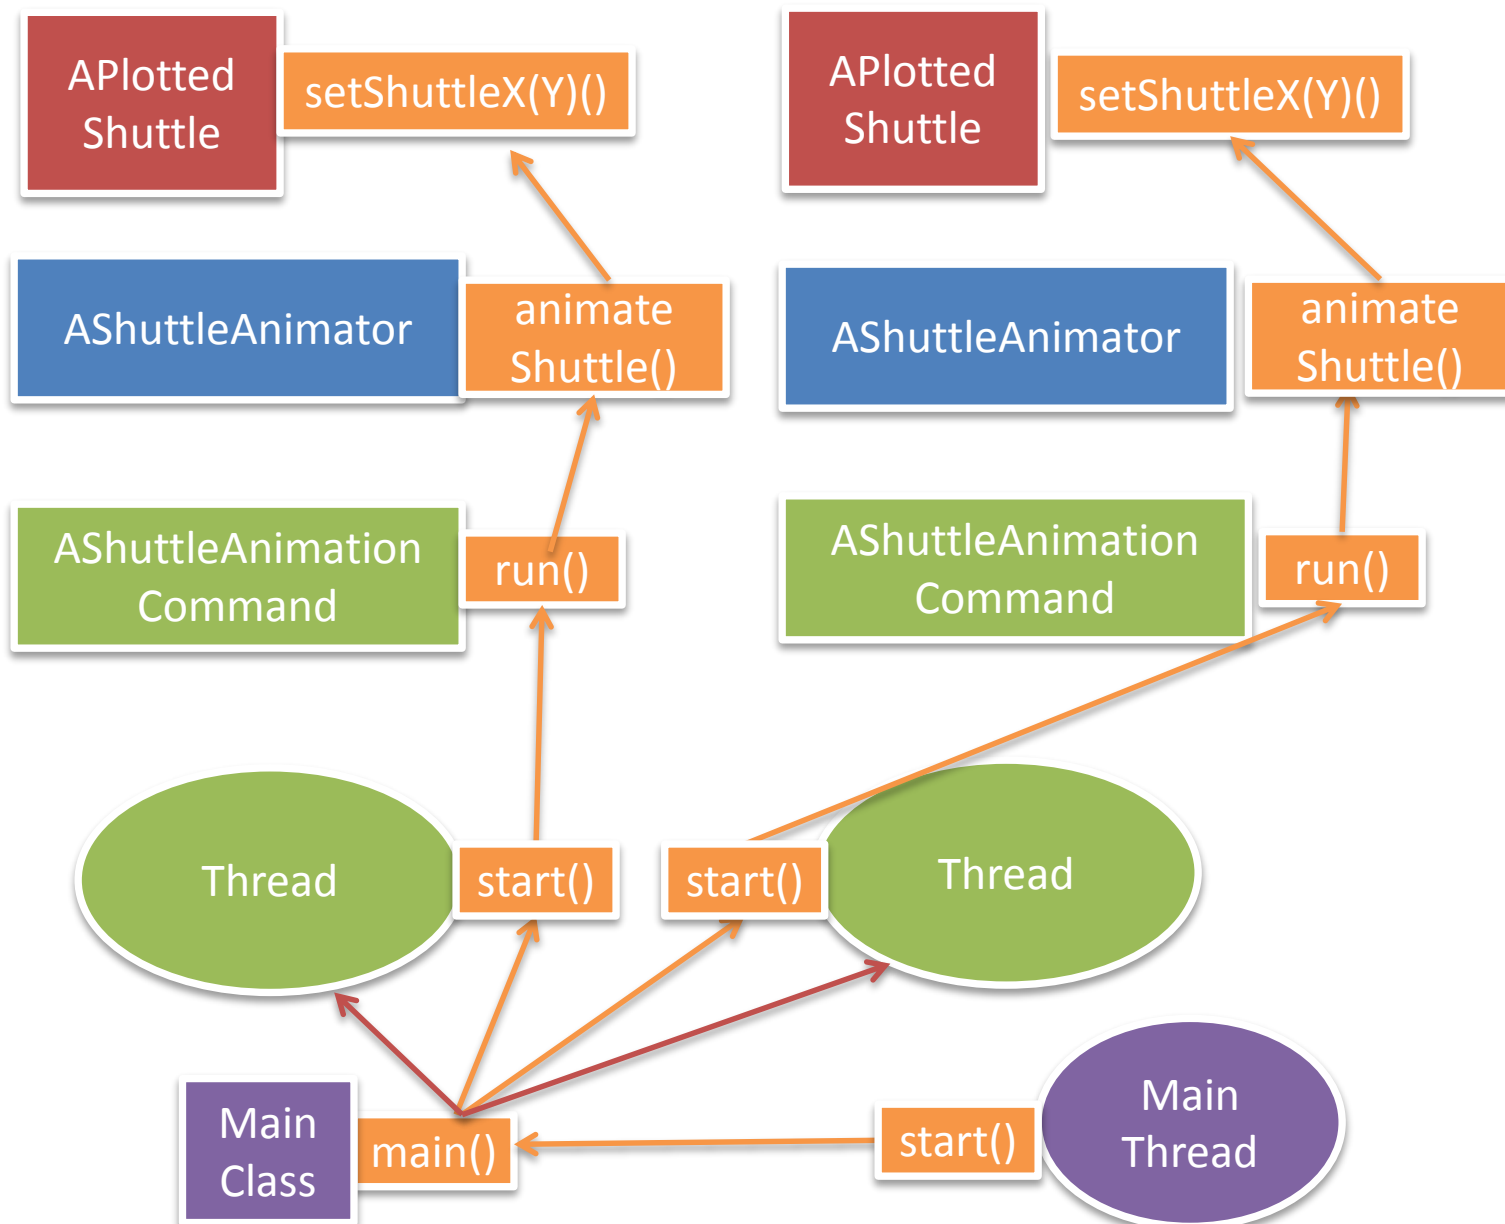 APlotted
Shuttle
setShuttleX(Y)()
APlotted
Shuttle
setShuttleX(Y)()
AShuttleAnimator
animate
Shuttle()
AShuttleAnimator
animate
Shuttle()
AShuttleAnimation
Command
run()
AShuttleAnimation
Command
run()
Thread
start()
start()
Thread
Main
Class
main()
start()
Main
Thread